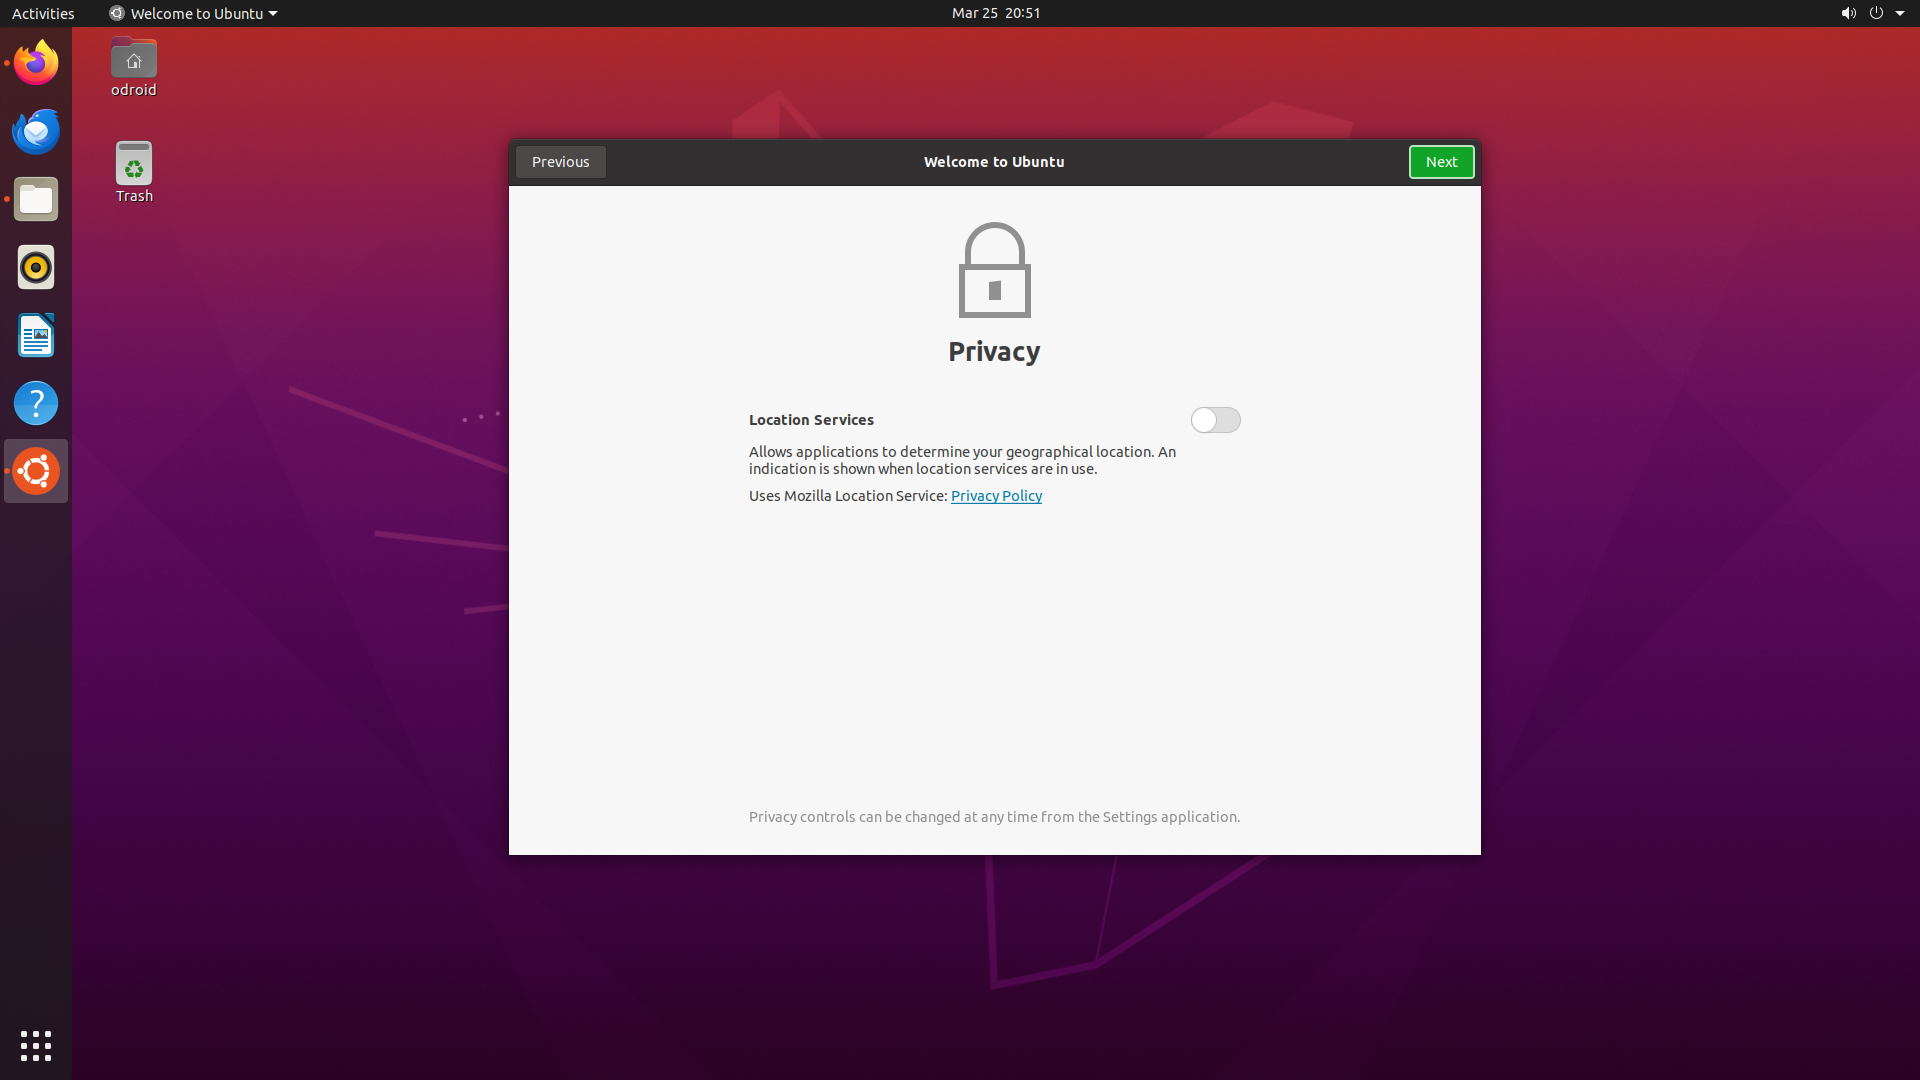 Activities
Welcome to Ubuntu
Mar 25 20:51
odroid
Trash
Previous
Welcome to Ubuntu
Next
Privacy
Location Services
Allows applications to determine your geographical location. An
indication is shown when location services are in use.
Uses Mozilla Location Service: Privacy Policy
Privacy controls can be changed at any time from the Settings application.